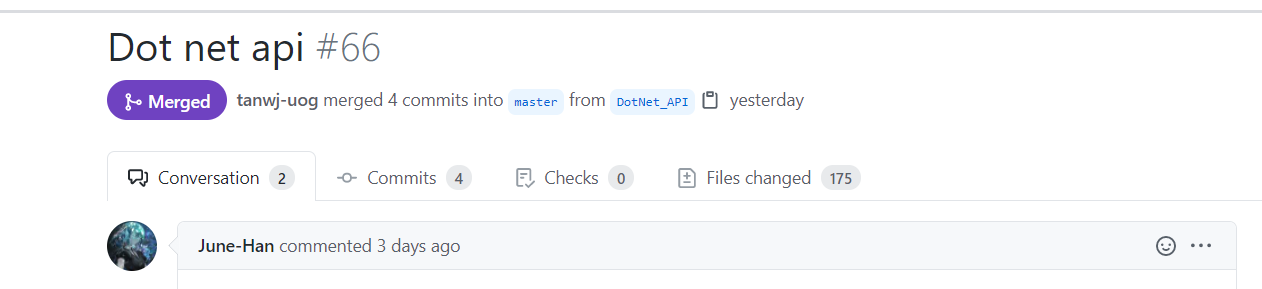 Dot net api #66
Merged tanwj-uog merged 4 commits into master from DotNet_API yesterday
Conversation 2 Commits 4 Checks 0 Files changed 175
June-Han commented 3 days ago